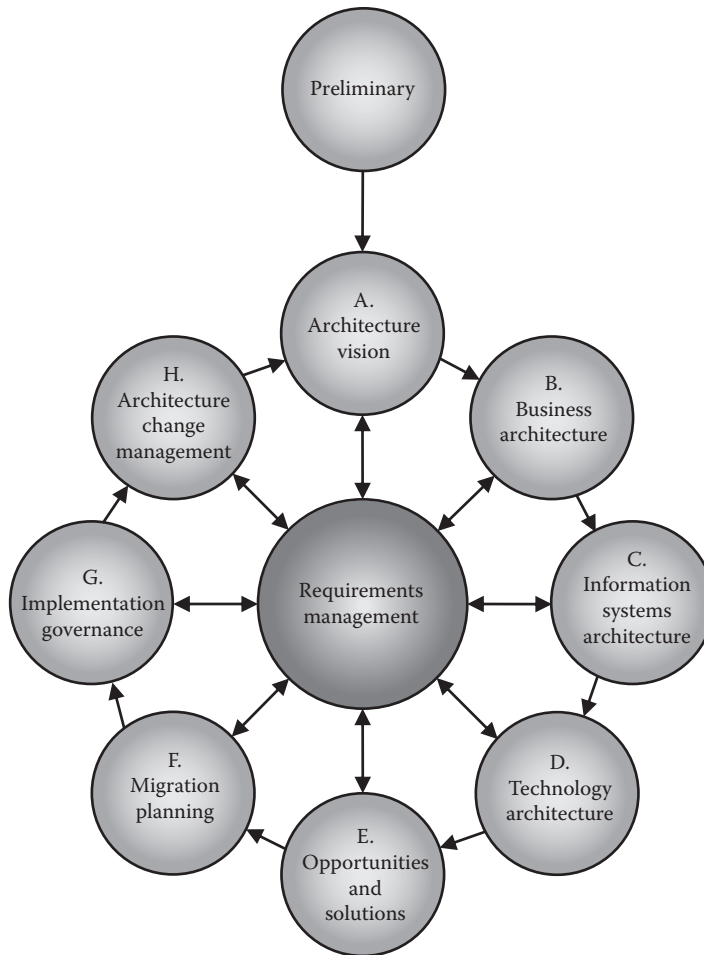 Preliminary
A.
Architecture
vision
B.
Business
architecture
C.
Information
systems
architecture
D.
Technology
architecture
E.
Opportunities
and
solutions
F.
Migration
planning
G.
Implementation
governance
H.
Architecture
change
management
Requirements
management